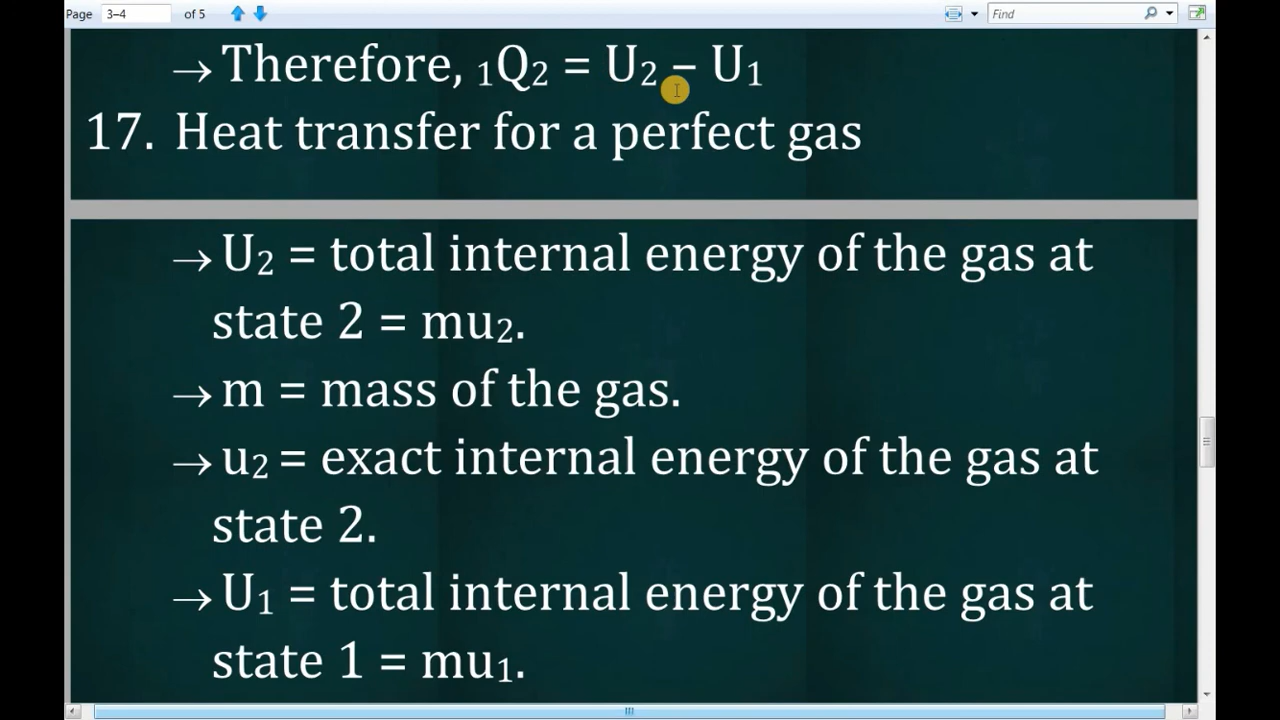 Page 3–4 of 5 Find
→ Therefore, ₁Q₂ = U₂ – U₁
17. Heat transfer for a perfect gas
→ U₂ = total internal energy of the gas at
state 2 = mu₂.
→ m = mass of the gas.
→ u₂ = exact internal energy of the gas at
state 2.
→ U₁ = total internal energy of the gas at
state 1 = mu₁.